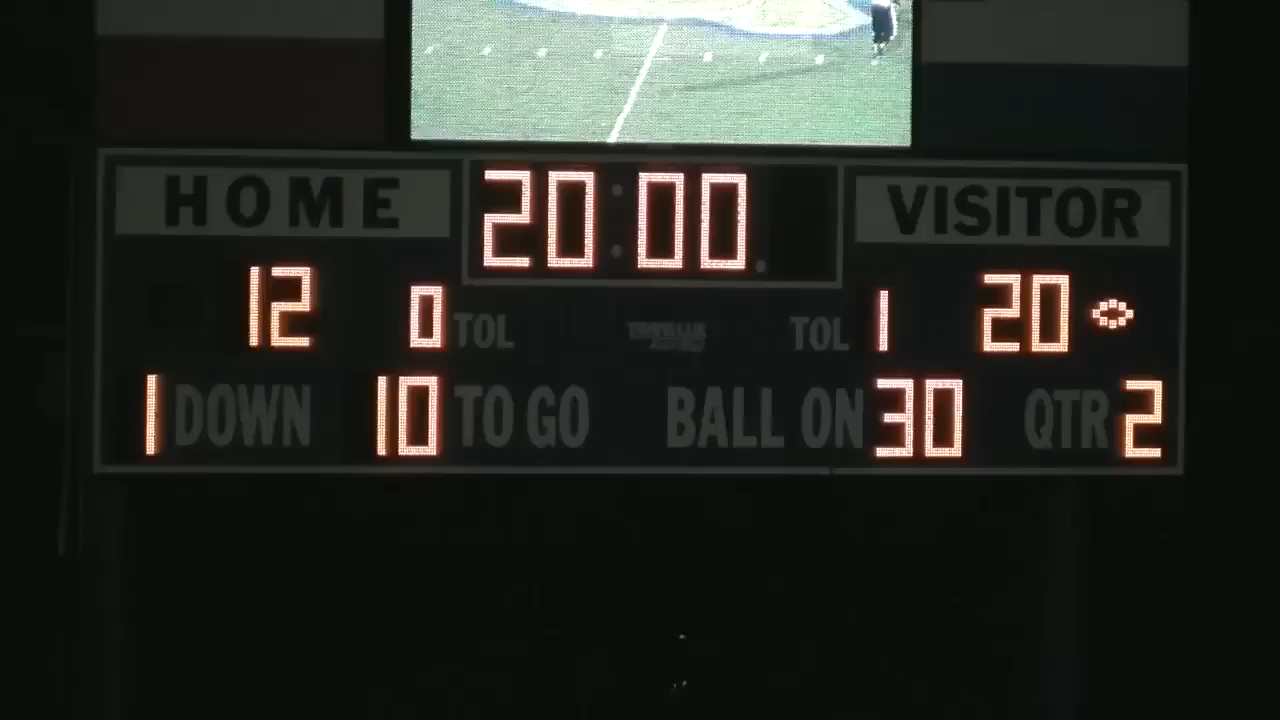 HOME 20:00 VISITOR
12 0 TOL TOL 1 20
1 DOWN 10 TO GO BALL ON 30 QTR 2